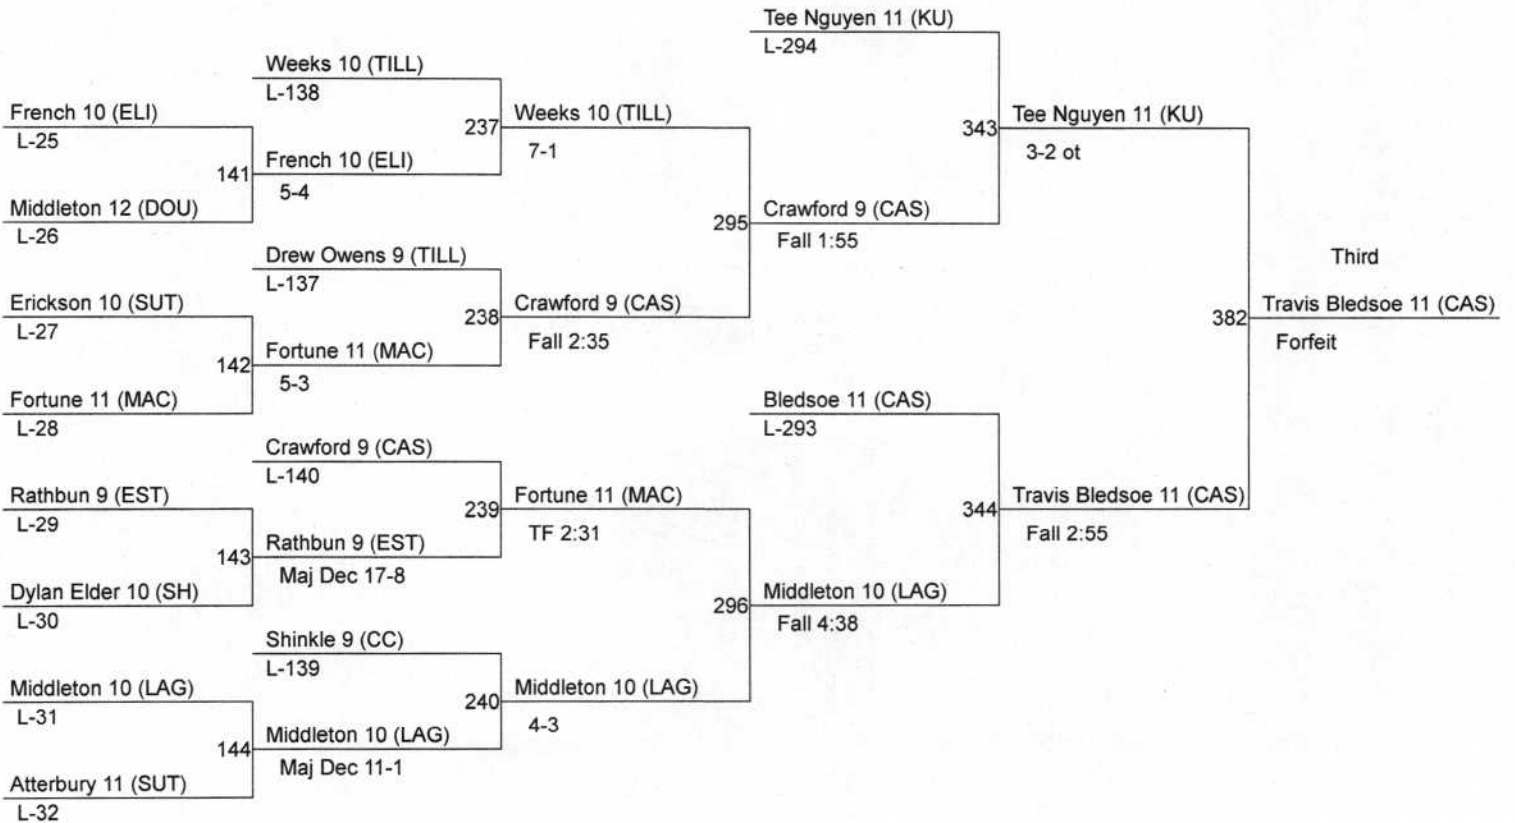 Tee Nguyen 11 (KU)
L-294
Weeks 10 (TILL)
L-138
French 10 (ELI)
L-25
237
Weeks 10 (TILL)
7-1
343
Tee Nguyen 11 (KU)
3-2 ot
141
French 10 (ELI)
5-4
Middleton 12 (DOU)
L-26
295
Crawford 9 (CAS)
Fall 1:55
Drew Owens 9 (TILL)
L-137
Third
Erickson 10 (SUT)
L-27
238
Crawford 9 (CAS)
Fall 2:35
382
Travis Bledsoe 11 (CAS)
Forfeit
142
Fortune 11 (MAC)
5-3
Fortune 11 (MAC)
L-28
Bledsoe 11 (CAS)
L-293
Crawford 9 (CAS)
L-140
Rathbun 9 (EST)
L-29
239
Fortune 11 (MAC)
TF 2:31
344
Travis Bledsoe 11 (CAS)
Fall 2:55
143
Rathbun 9 (EST)
Maj Dec 17-8
Dylan Elder 10 (SH)
L-30
296
Middleton 10 (LAG)
Fall 4:38
Shinkle 9 (CC)
L-139
Middleton 10 (LAG)
L-31
240
Middleton 10 (LAG)
4-3
144
Middleton 10 (LAG)
Maj Dec 11-1
Atterbury 11 (SUT)
L-32